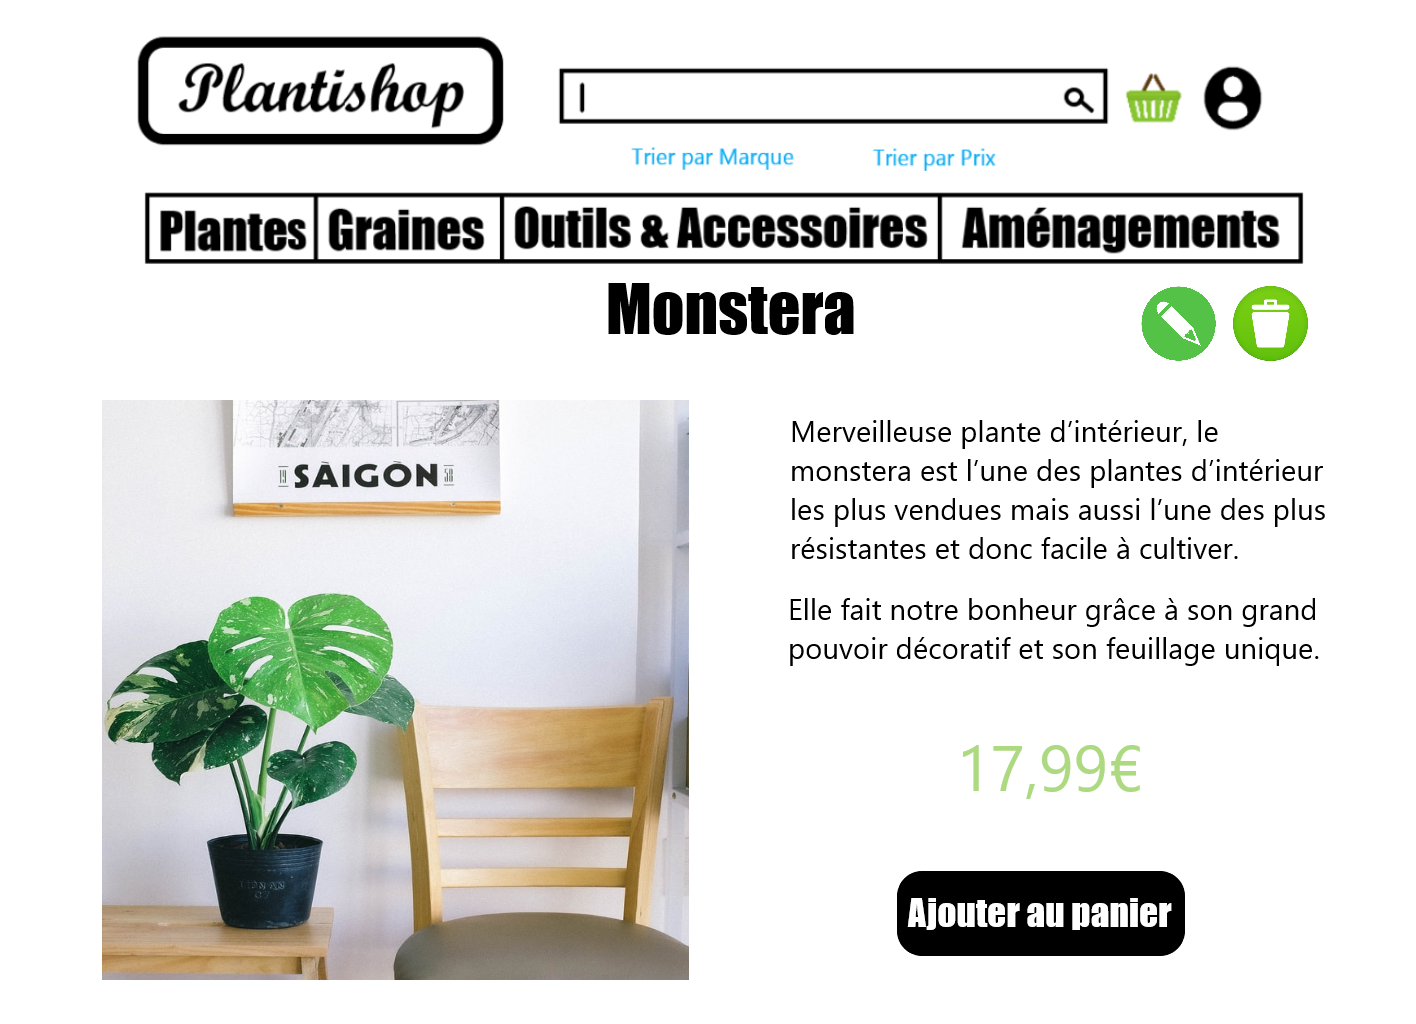 Plantishop
Trier par Marque
Trier par Prix
Plantes
Graines
Outils & Accessoires
Aménagements
Monstera
19 SÀIGÒN 58
Merveilleuse plante d’intérieur, le
monstera est l’une des plantes d’intérieur
les plus vendues mais aussi l’une des plus
résistantes et donc facile à cultiver.
Elle fait notre bonheur grâce à son grand
pouvoir décoratif et son feuillage unique.
17,99€
Ajouter au panier